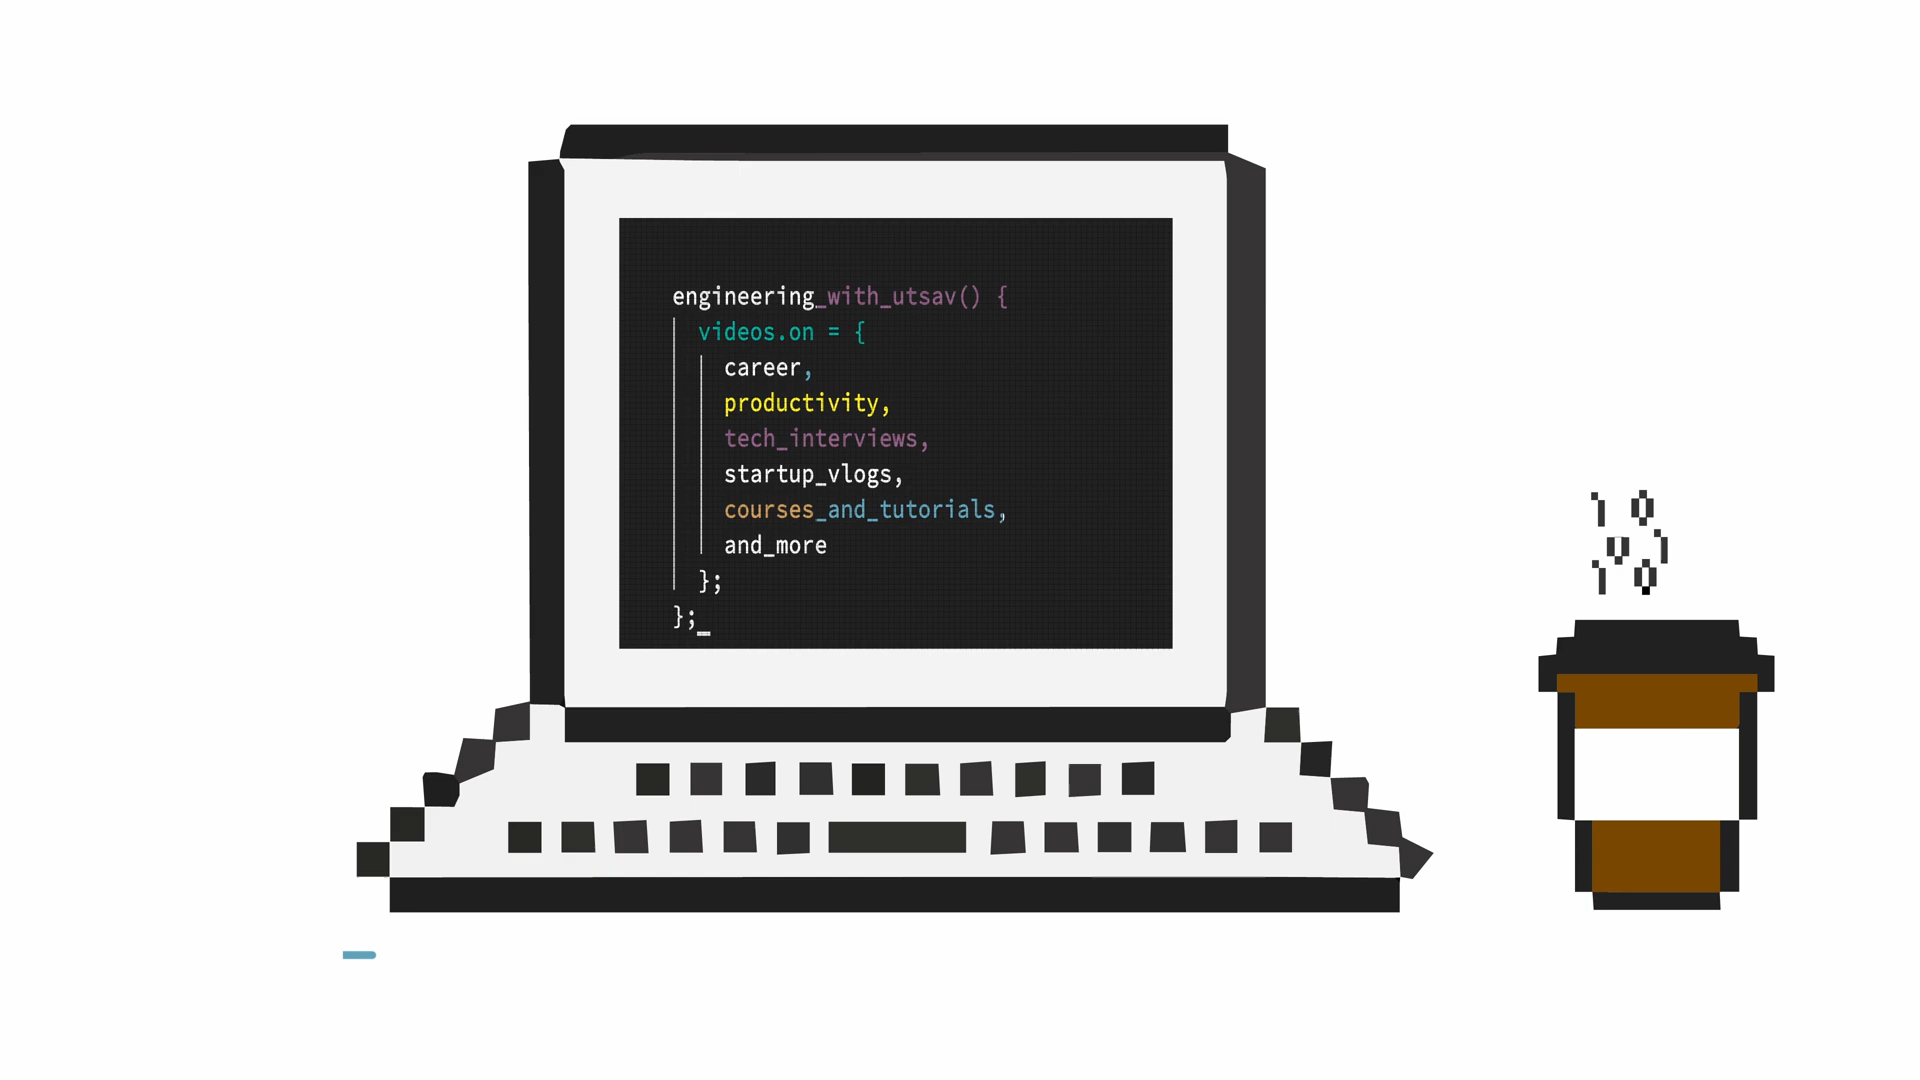 engineering_with_utsav() {
videos.on = {
career,
productivity,
tech_interviews,
startup_vlogs,
courses_and_tutorials,
and_more
};
};_